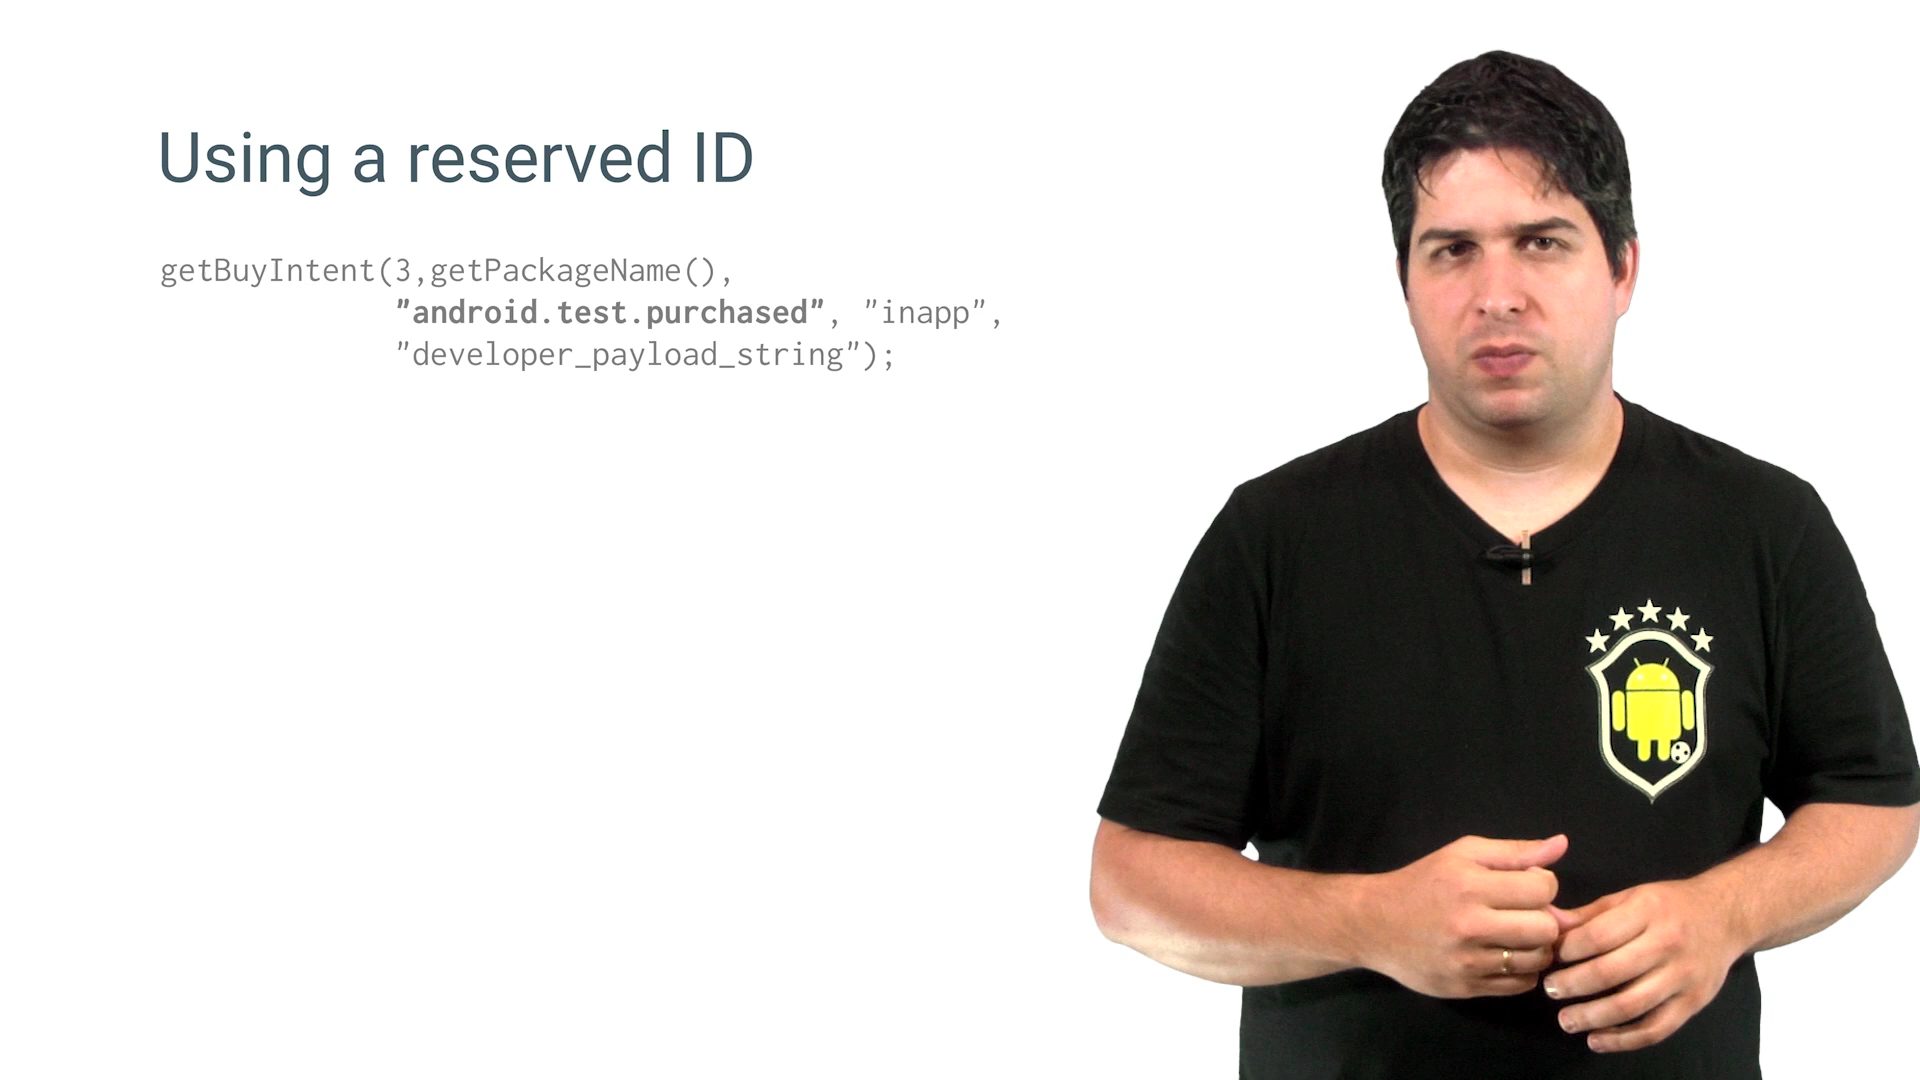 Using a reserved ID
getBuyIntent(3,getPackageName(),
"android.test.purchased", "inapp",
"developer_payload_string");